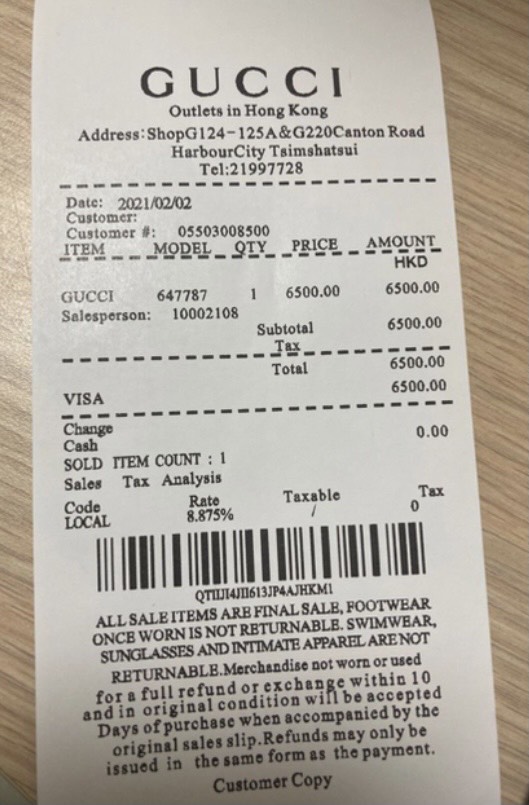 GUCCI
Outlets in Hong Kong
Address:ShopG124-125A&G220Canton Road
HarbourCity Tsimshatsui
Tel:21997728
Date: 2021/02/02
Customer:
Customer #: 05503008500
ITEM MODEL QTY PRICE AMOUNT
HKD
GUCCI 647787 1 6500.00 6500.00
Salesperson: 10002108
Subtotal 6500.00
Tax
Total 6500.00
VISA 6500.00
Change 0.00
Cash
SOLD ITEM COUNT : 1
Sales Tax Analysis
Code Rate Taxable Tax
LOCAL 8.875% / 0
ALL SALE ITEMS ARE FINAL SALE, FOOTWEAR
ONCE WORN IS NOT RETURNABLE. SWIMWEAR,
SUNGLASSES AND INTIMATE APPAREL ARE NOT
RETURNABLE.Merchandise not worn or used
for a full refund or exchange within 10
and in original condition will be accepted
Days of purchase when accompanied by the
original sales slip.Refunds may only be
issued in the same form as the payment.
Customer Copy